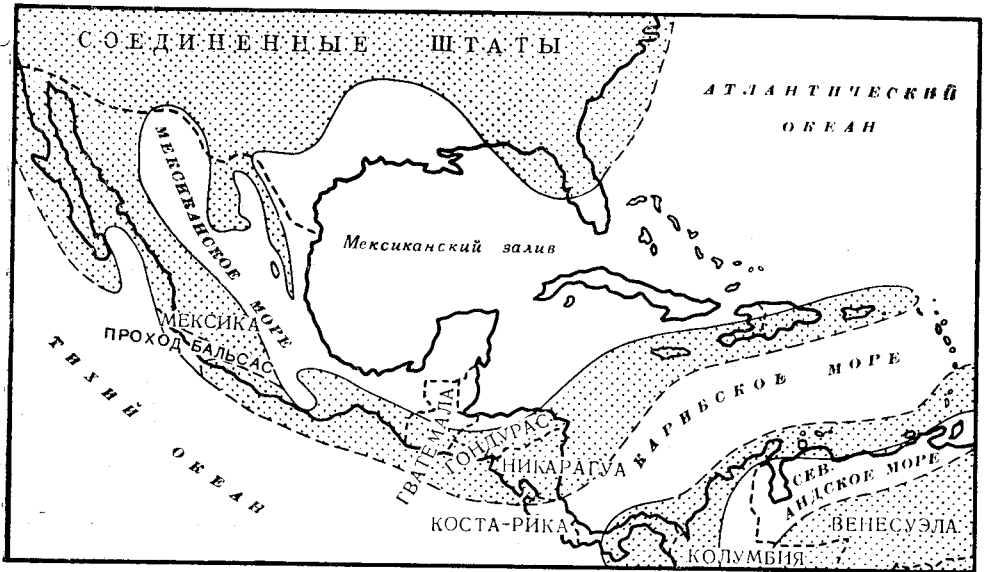 СОЕДИНЕННЫЕ ШТАТЫ
АТЛАНТИЧЕСКИЙ
ОКЕАН
МЕКСИКАНСКОЕ МОРЕ
Мексиканский залив
МЕКСИКА
ПРОХОД БАЛЬСАС
ТИХИЙ ОКЕАН
КАРИБСКОЕ МОРЕ
ГВАТЕМАЛА
ГОНДУРАС
НИКАРАГУА
СЕВ.
АНДСКОЕ МОРЕ
КОСТА-РИКА
ВЕНЕСУЭЛА
КОЛУМБИЯ